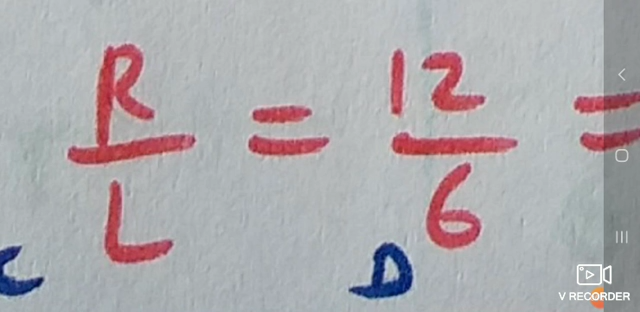 R/L = 12/6 =
C D
V RECORDER